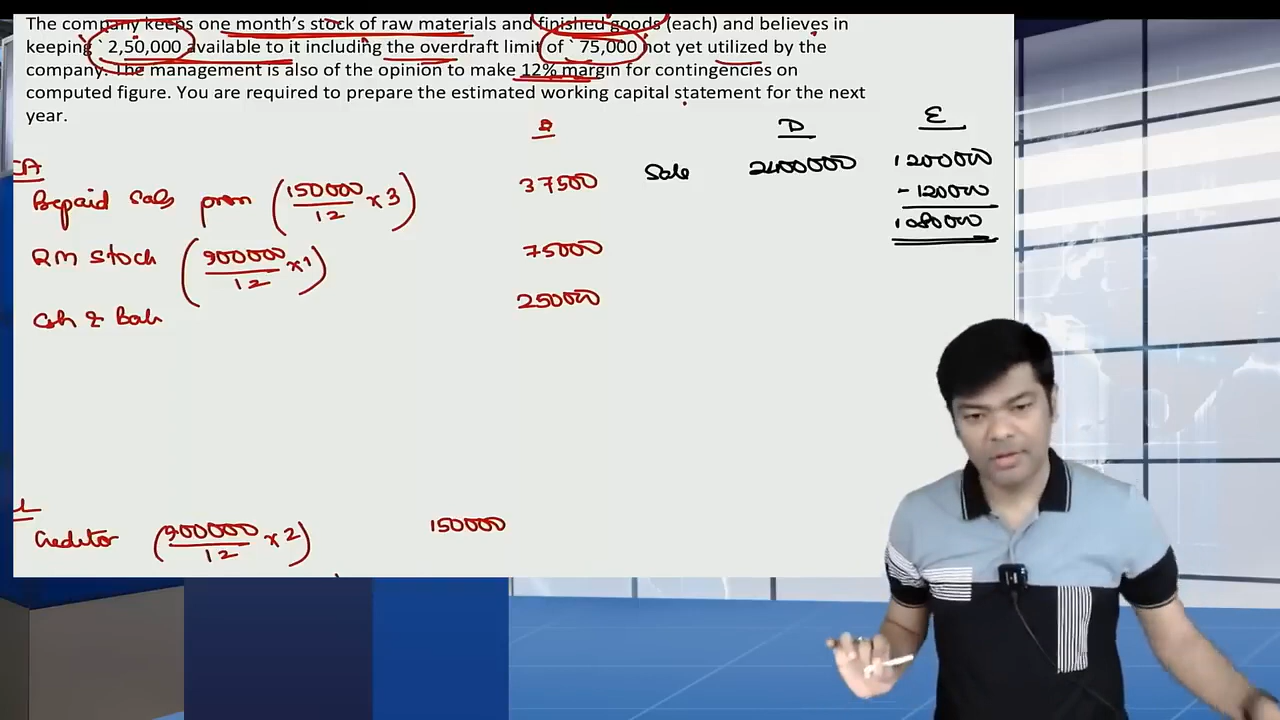 The company keeps one month's stock of raw materials and finished goods (each) and believes in
keeping ` 2,50,000 available to it including the overdraft limit of ` 75,000 not yet utilized by the
company. The management is also of the opinion to make 12% margin for contingencies on
computed figure. You are required to prepare the estimated working capital statement for the next
year.
D E
CA
Prepaid Sales prom (150000/12 x 3) 37500 Sale 2400000 1200000
- 120000
1080000
RM Stock (900000/12 x 1) 75000
Csh & Bak 250000
Creditor (900000/12 x 2) 150000